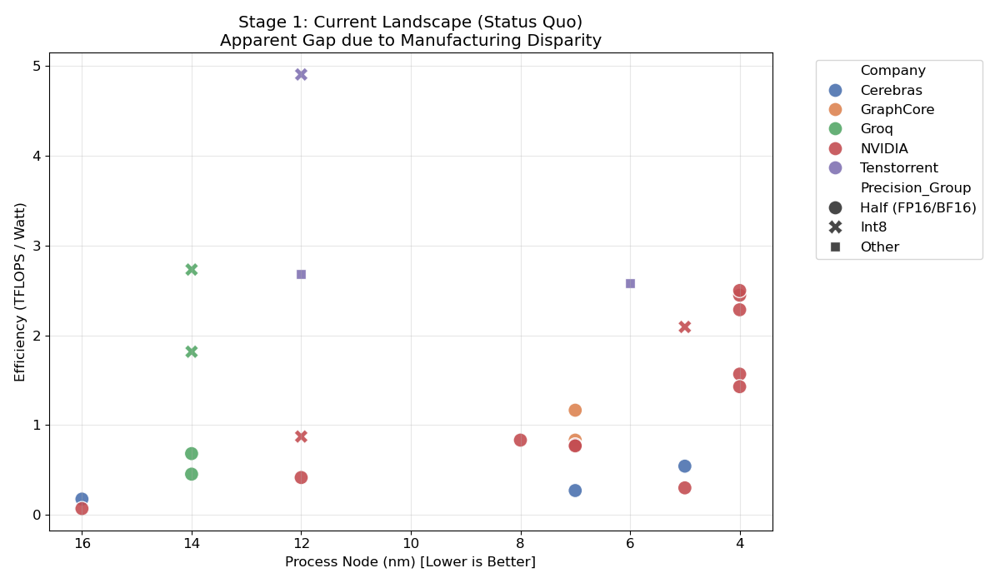 Stage 1: Current Landscape (Status Quo)
Apparent Gap due to Manufacturing Disparity
Efficiency (TFLOPS / Watt)
5
4
3
2
1
0
16
14
12
10
8
6
4
Process Node (nm) [Lower is Better]
Company
Cerebras
GraphCore
Groq
NVIDIA
Tenstorrent
Precision_Group
Half (FP16/BF16)
Int8
Other